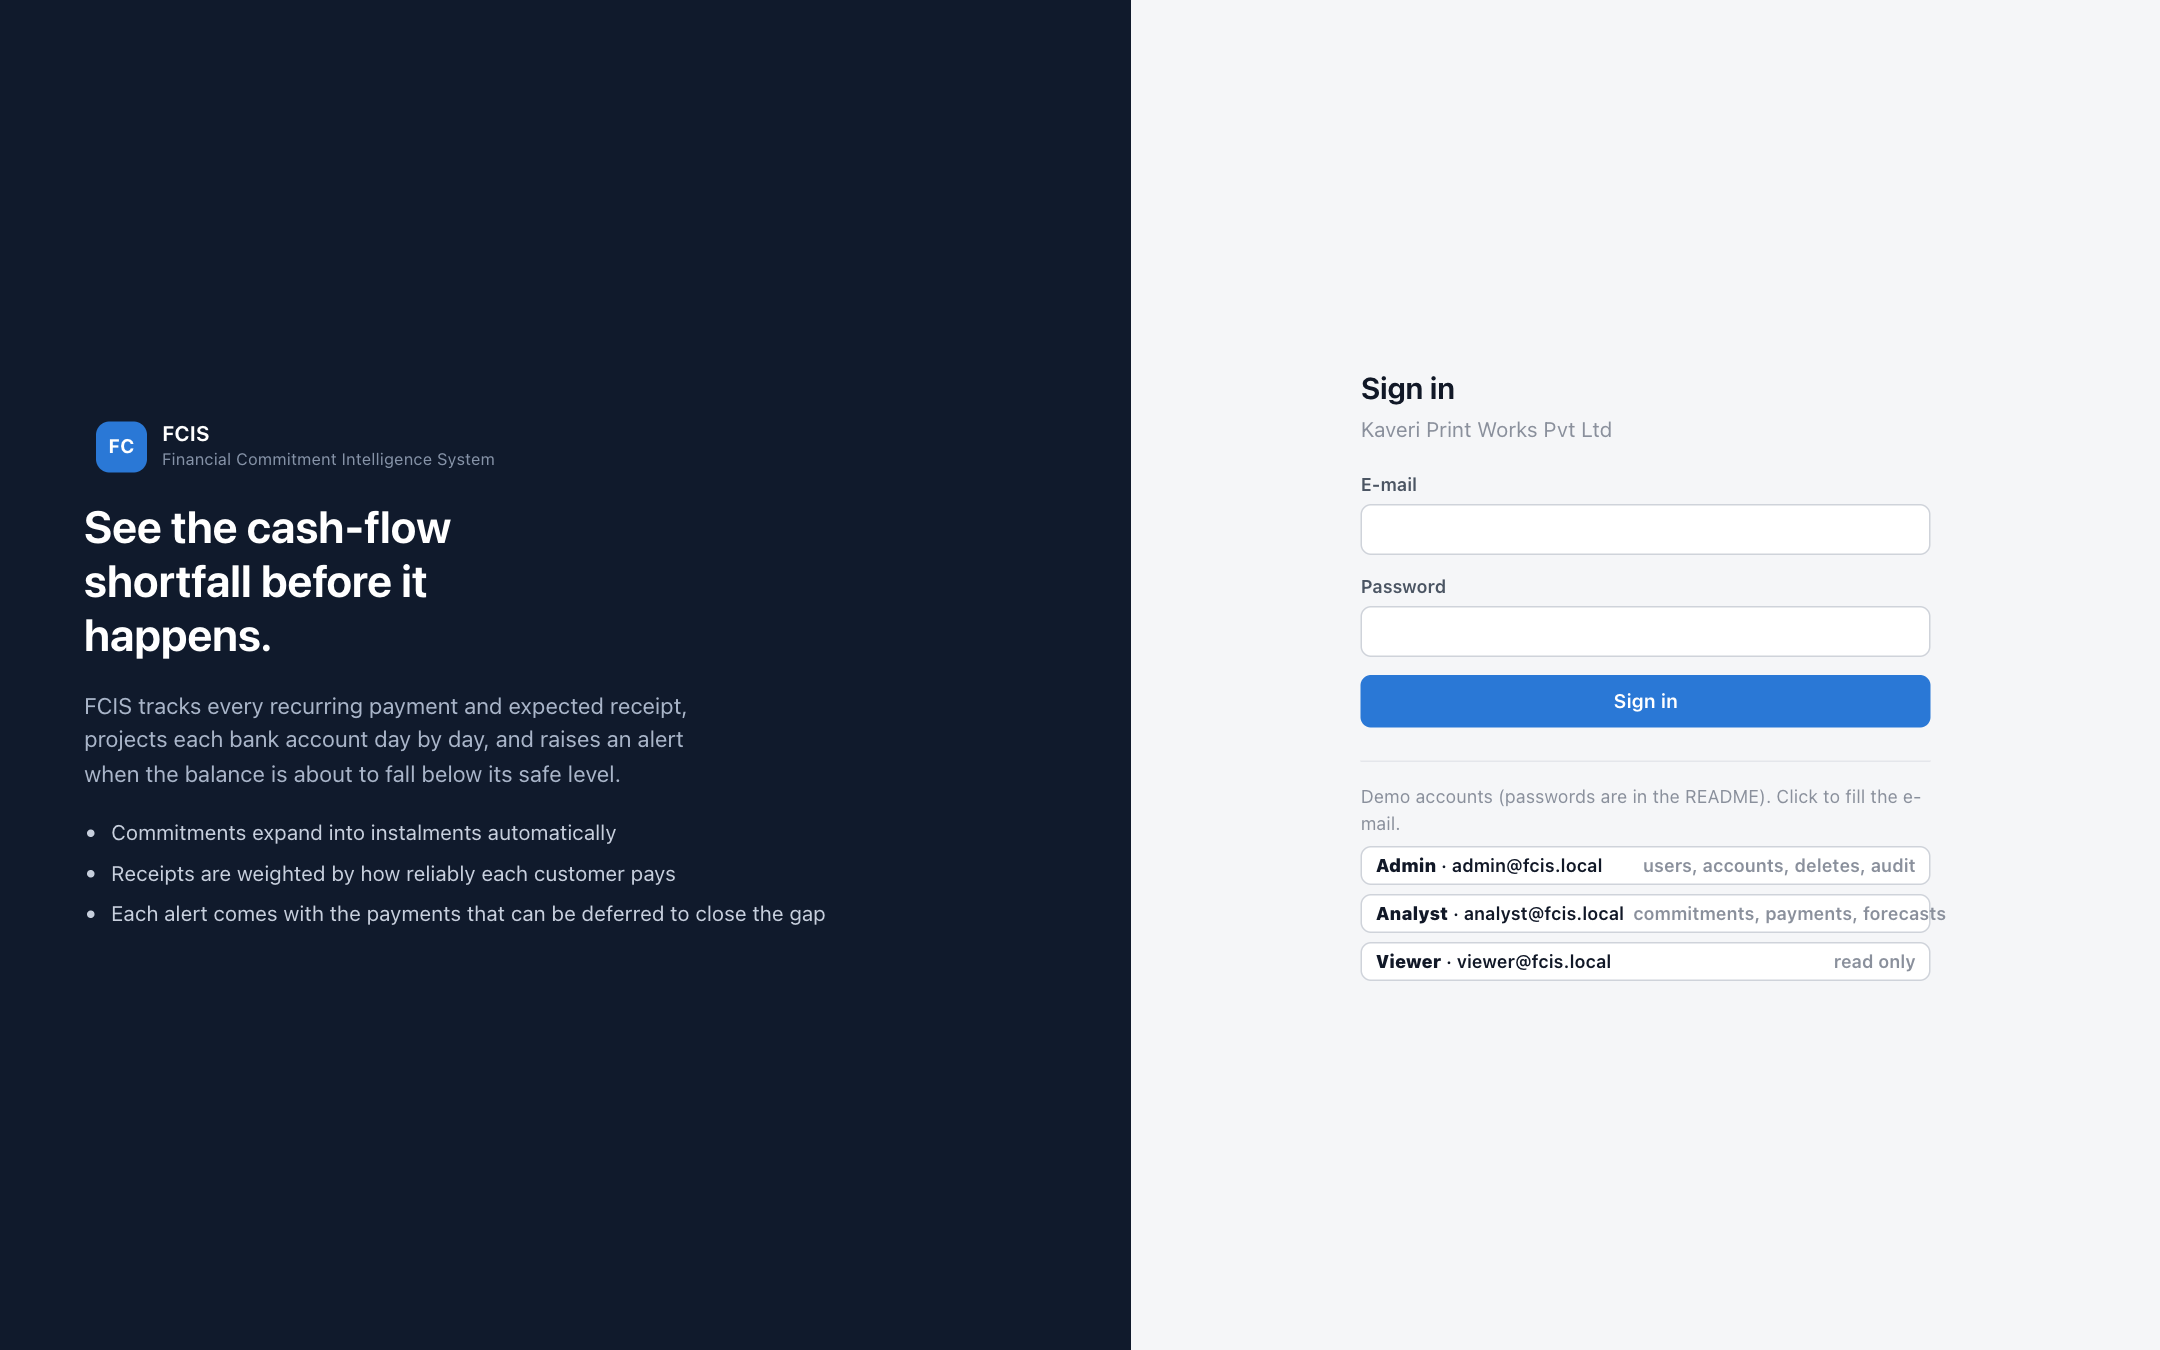 FC
FCIS
Financial Commitment Intelligence System
See the cash-flow
shortfall before it
happens.
FCIS tracks every recurring payment and expected receipt,
projects each bank account day by day, and raises an alert
when the balance is about to fall below its safe level.
• Commitments expand into instalments automatically
• Receipts are weighted by how reliably each customer pays
• Each alert comes with the payments that can be deferred to close the gap
Sign in
Kaveri Print Works Pvt Ltd
E-mail
Password
Sign in
Demo accounts (passwords are in the README). Click to fill the e-
mail.
Admin · admin@fcis.local users, accounts, deletes, audit
Analyst · analyst@fcis.local commitments, payments, forecasts
Viewer · viewer@fcis.local read only